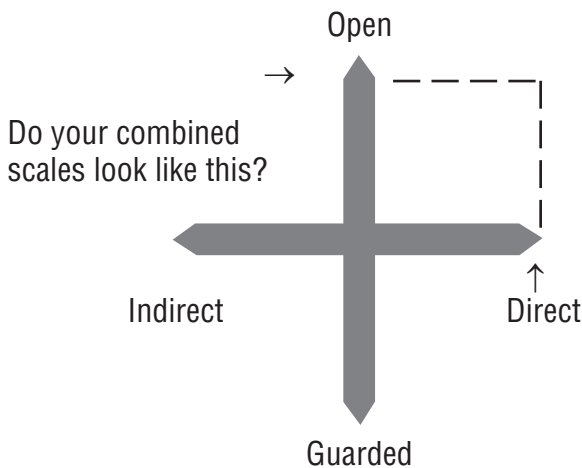 Open
→
Do your combined
scales look like this?
↑
Indirect
Direct
Guarded